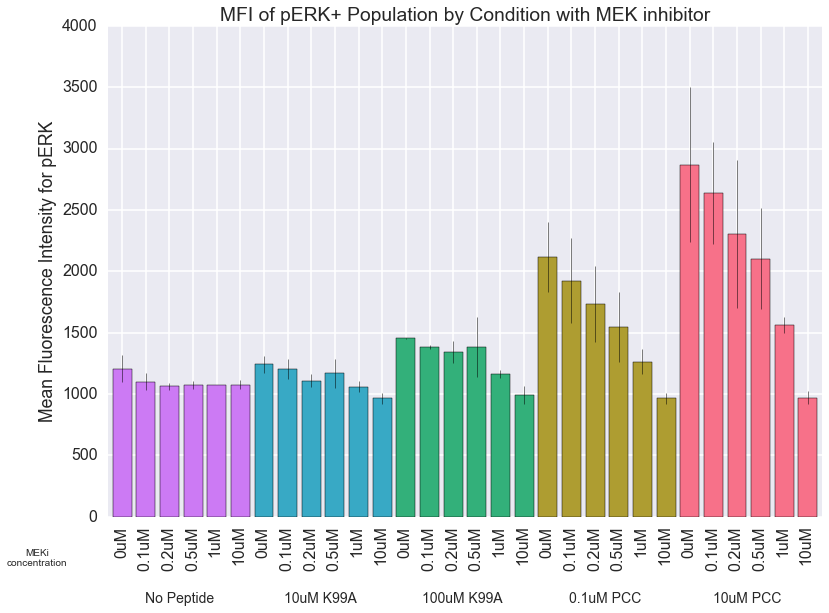 MFI of pERK+ Population by Condition with MEK inhibitor
Mean Fluorescence Intensity for pERK
4000
3500
3000
2500
2000
1500
1000
500
0
0uM 0.1uM 0.2uM 0.5uM 1uM 10uM 0uM 0.1uM 0.2uM 0.5uM 1uM 10uM 0uM 0.1uM 0.2uM 0.5uM 1uM 10uM 0uM 0.1uM 0.2uM 0.5uM 1uM 10uM 0uM 0.1uM 0.2uM 0.5uM 1uM 10uM
MEKi
concentration
No Peptide 10uM K99A 100uM K99A 0.1uM PCC 10uM PCC